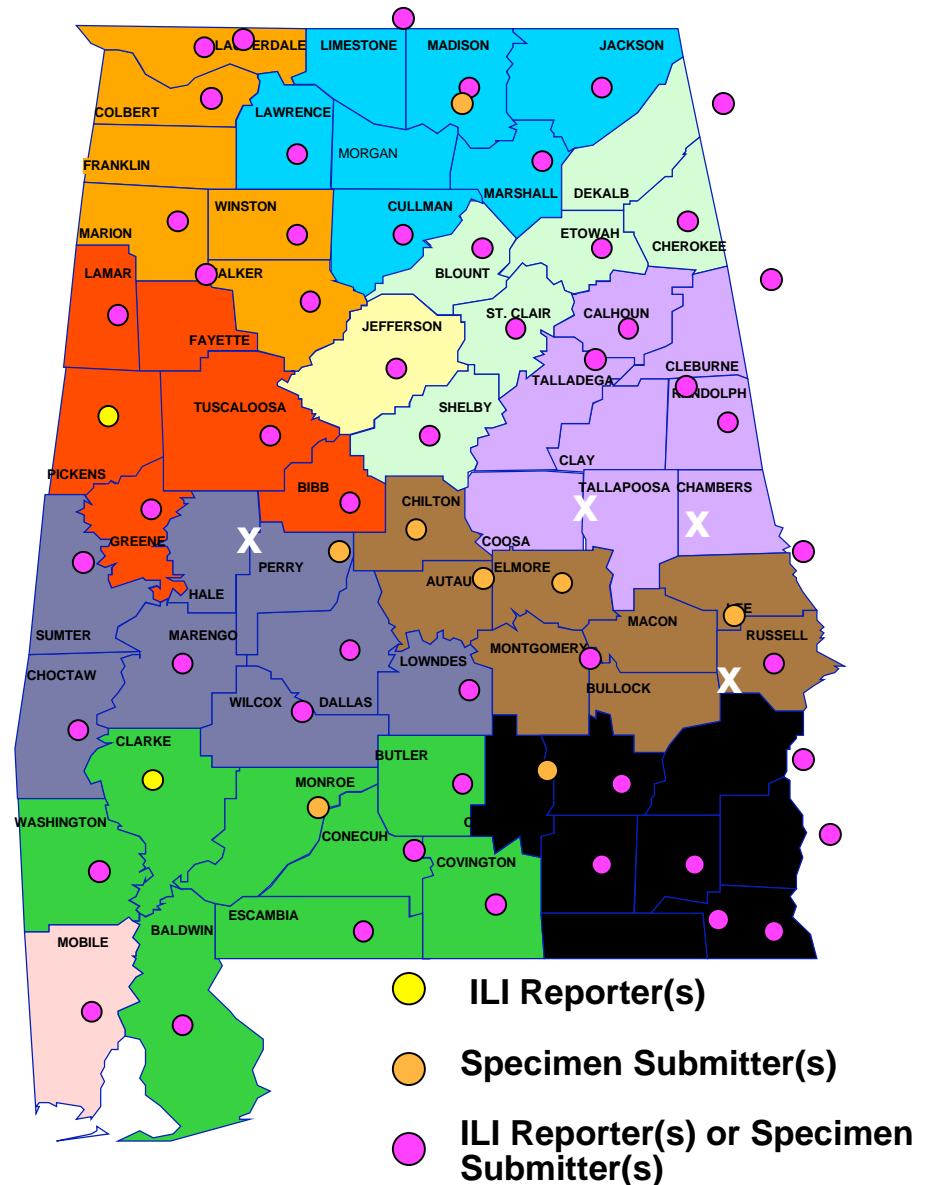 LAUDERDALE
LIMESTONE
MADISON
JACKSON
COLBERT
LAWRENCE
MORGAN
FRANKLIN
MARSHALL
DEKALB
WINSTON
CULLMAN
MARION
ETOWAH
CHEROKEE
LAMAR
ALKER
BLOUNT
ST. CLAIR
CALHOUN
JEFFERSON
FAYETTE
CLEBURNE
TALLADEGA
RANDOLPH
TUSCALOOSA
SHELBY
PICKENS
CLAY
BIBB
CHILTON
TALLAPOOSA
CHAMBERS
X
X
X
GREENE
COOSA
PERRY
ELMORE
AUTAU
HALE
LEE
MACON
SUMTER
MARENGO
RUSSELL
MONTGOMERY
LOWNDES
CHOCTAW
X
BULLOCK
WILCOX
DALLAS
CLARKE
BUTLER
MONROE
WASHINGTON
C
CONECUH
COVINGTON
ESCAMBIA
BALDWIN
MOBILE
ILI Reporter(s)
Specimen Submitter(s)
ILI Reporter(s) or Specimen
Submitter(s)